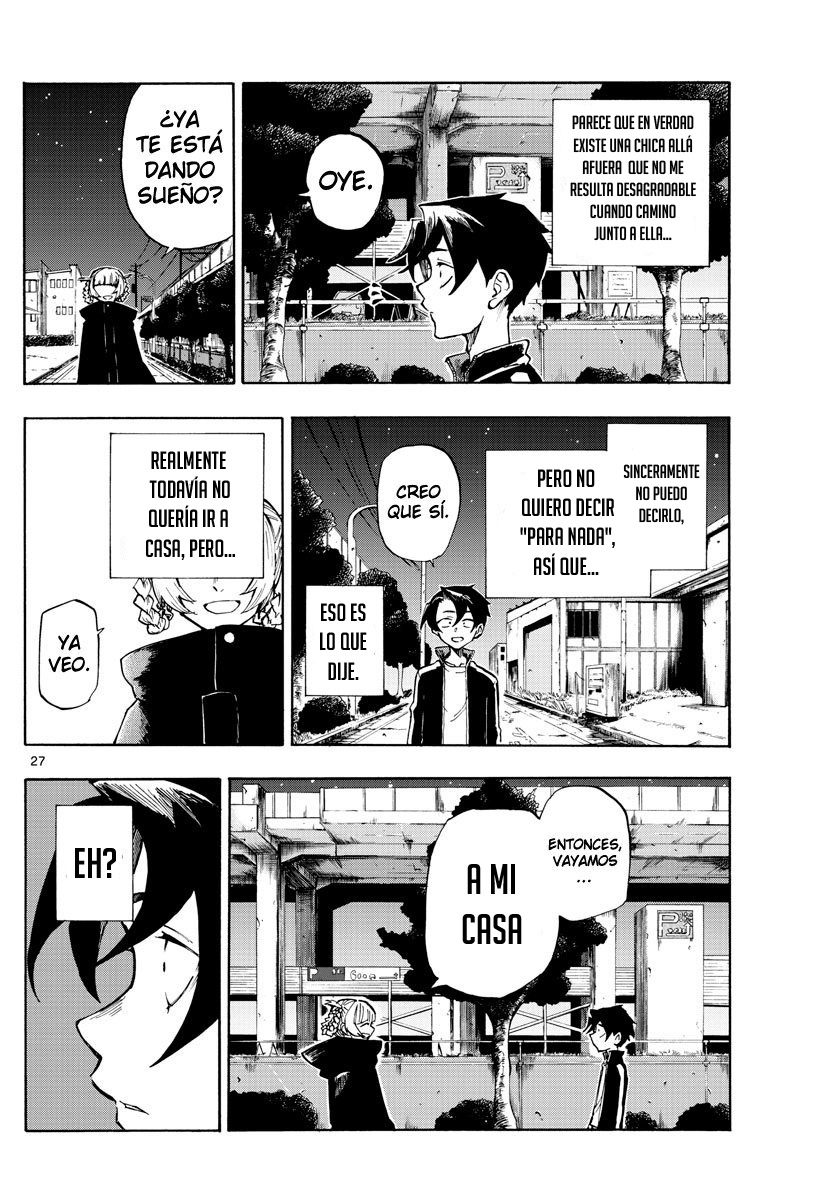 PARECE QUE EN VERDAD
EXISTE UNA CHICA ALLÁ
AFUERA QUE NO ME
RESULTA DESAGRADABLE
CUANDO CAMINO
JUNTO A ELLA...
OYE.
¿YA
TE ESTÁ
DANDO
SUEÑO?
SINCERAMENTE
NO PUEDO
DECIRLO,
PERO NO
QUIERO DECIR
"PARA NADA",
ASÍ QUE...
CREO
QUE SÍ.
ESO ES
LO QUE
DIJE.
REALMENTE
TODAVÍA NO
QUERÍA IR A
CASA, PERO...
YA
VEO.
27
ENTONCES,
VAYAMOS
...
A MI
CASA
P
EH?